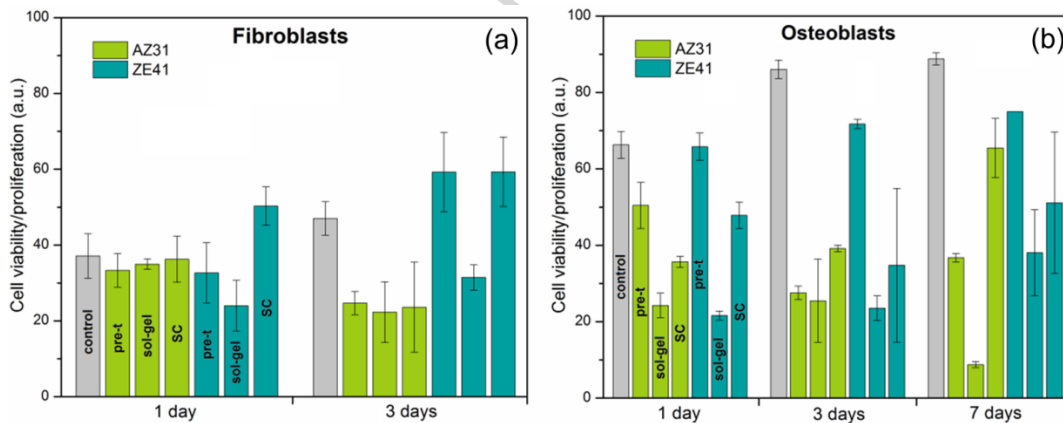 Fibroblasts
(a)
AZ31
ZE41
Cell viability/proliferation (a.u.)
100
80
60
40
20
0
control
pre-t
sol-gel
SC
pre-t
sol-gel
SC
1 day
3 days
Osteoblasts
(b)
AZ31
ZE41
Cell viability/proliferation (a.u.)
100
80
60
40
20
0
control
pre-t
sol-gel
SC
pre-t
sol-gel
SC
1 day
3 days
7 days